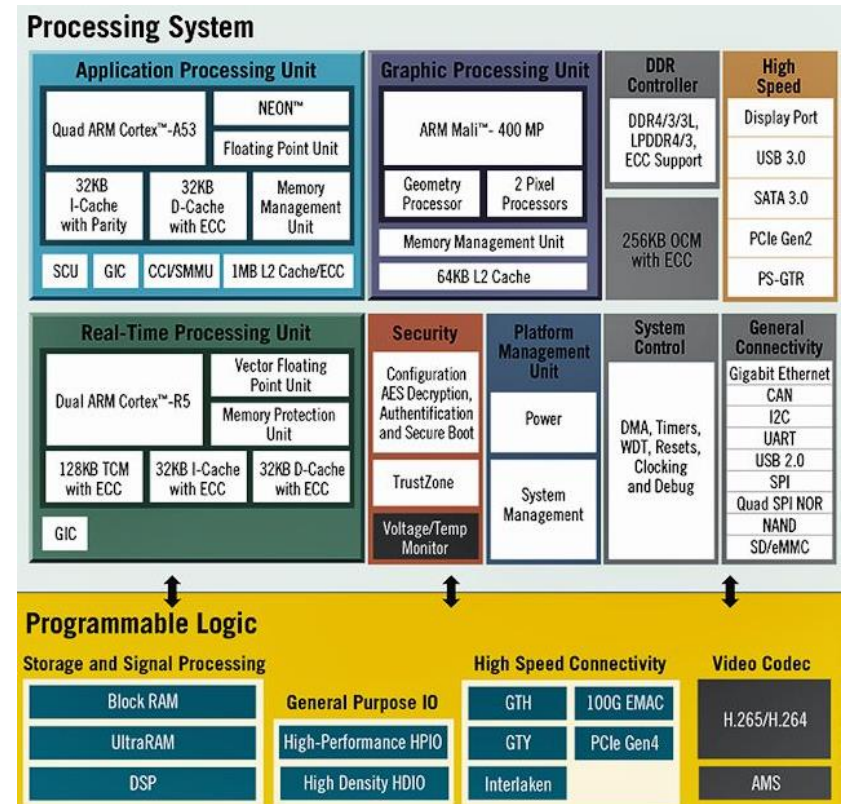 Processing System
Application Processing Unit
Quad ARM Cortex™-A53
NEON™
Floating Point Unit
32KB
I-Cache
with Parity
32KB
D-Cache
with ECC
Memory
Management
Unit
SCU
GIC
CCI/SMMU
1MB L2 Cache/ECC
Graphic Processing Unit
ARM Mali™- 400 MP
Geometry
Processor
2 Pixel
Processors
Memory Management Unit
64KB L2 Cache
DDR
Controller
DDR4/3/3L,
LPDDR4/3,
ECC Support
256KB OCM
with ECC
High
Speed
Display Port
USB 3.0
SATA 3.0
PCIe Gen2
PS-GTR
Real-Time Processing Unit
Dual ARM Cortex™-R5
Vector Floating
Point Unit
Memory Protection
Unit
128KB TCM
with ECC
32KB I-Cache
with ECC
32KB D-Cache
with ECC
GIC
Security
Configuration
AES Decryption,
Authentification
and Secure Boot
TrustZone
Voltage/Temp
Monitor
Platform
Management
Unit
Power
System
Management
System
Control
DMA, Timers,
WDT, Resets,
Clocking
and Debug
General
Connectivity
Gigabit Ethernet
CAN
I2C
UART
USB 2.0
SPI
Quad SPI NOR
NAND
SD/eMMC
Programmable Logic
Storage and Signal Processing
Block RAM
UltraRAM
DSP
General Purpose IO
High-Performance HPIO
High Density HDIO
High Speed Connectivity
GTH
100G EMAC
GTY
PCIe Gen4
Interlaken
Video Codec
H.265/H.264
AMS